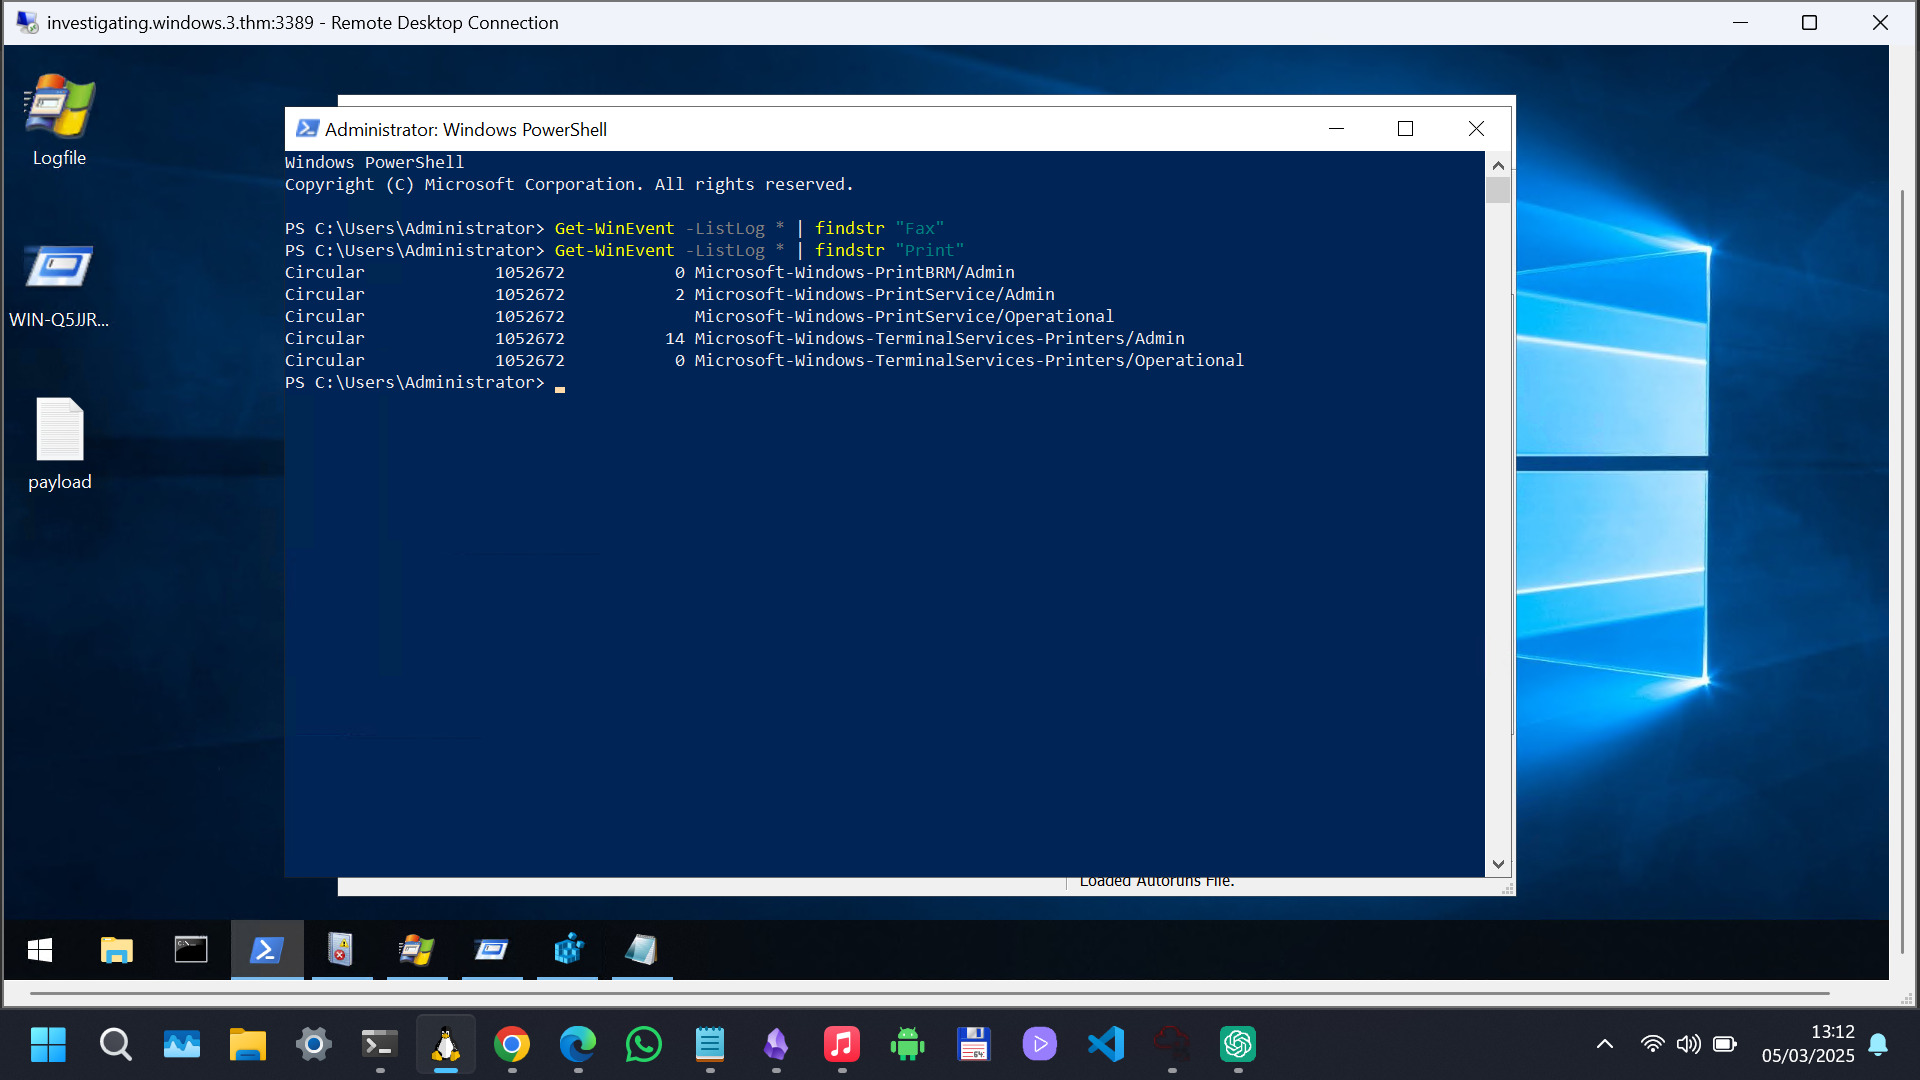 investigating.windows.3.thm:3389 - Remote Desktop Connection
Logfile
WIN-Q5JJR...
payload
Administrator: Windows PowerShell
Windows PowerShell
Copyright (C) Microsoft Corporation. All rights reserved.
PS C:\Users\Administrator> Get-WinEvent -ListLog * | findstr "Fax"
PS C:\Users\Administrator> Get-WinEvent -ListLog * | findstr "Print"
Circular 1052672 0 Microsoft-Windows-PrintBRM/Admin
Circular 1052672 2 Microsoft-Windows-PrintService/Admin
Circular 1052672 Microsoft-Windows-PrintService/Operational
Circular 1052672 14 Microsoft-Windows-TerminalServices-Printers/Admin
Circular 1052672 0 Microsoft-Windows-TerminalServices-Printers/Operational
PS C:\Users\Administrator>
Loaded Autoruns File.
13:12
05/03/2025